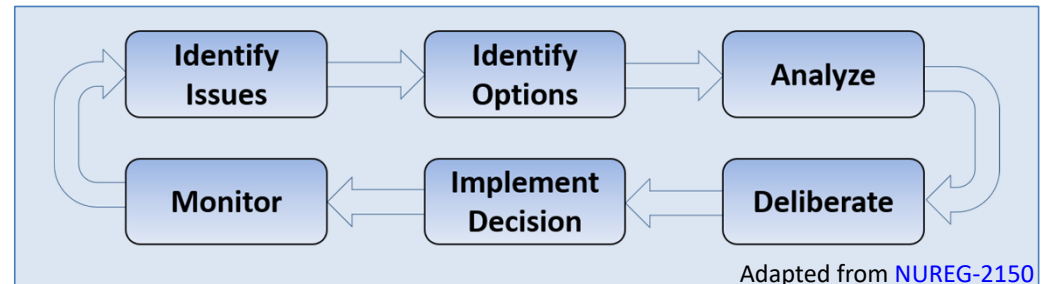 Identify
Issues
Identify
Options
Analyze
Monitor
Implement
Decision
Deliberate
Adapted from NUREG-2150